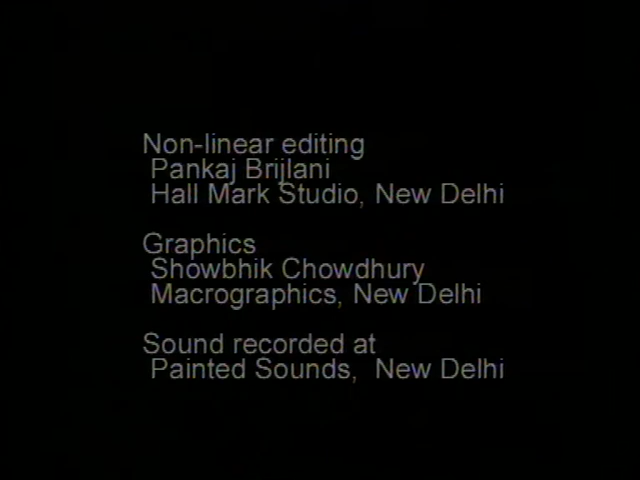 Non-linear editing
Pankaj Brijlani
Hall Mark Studio, New Delhi
Graphics
Showbhik Chowdhury
Macrographics, New Delhi
Sound recorded at
Painted Sounds, New Delhi